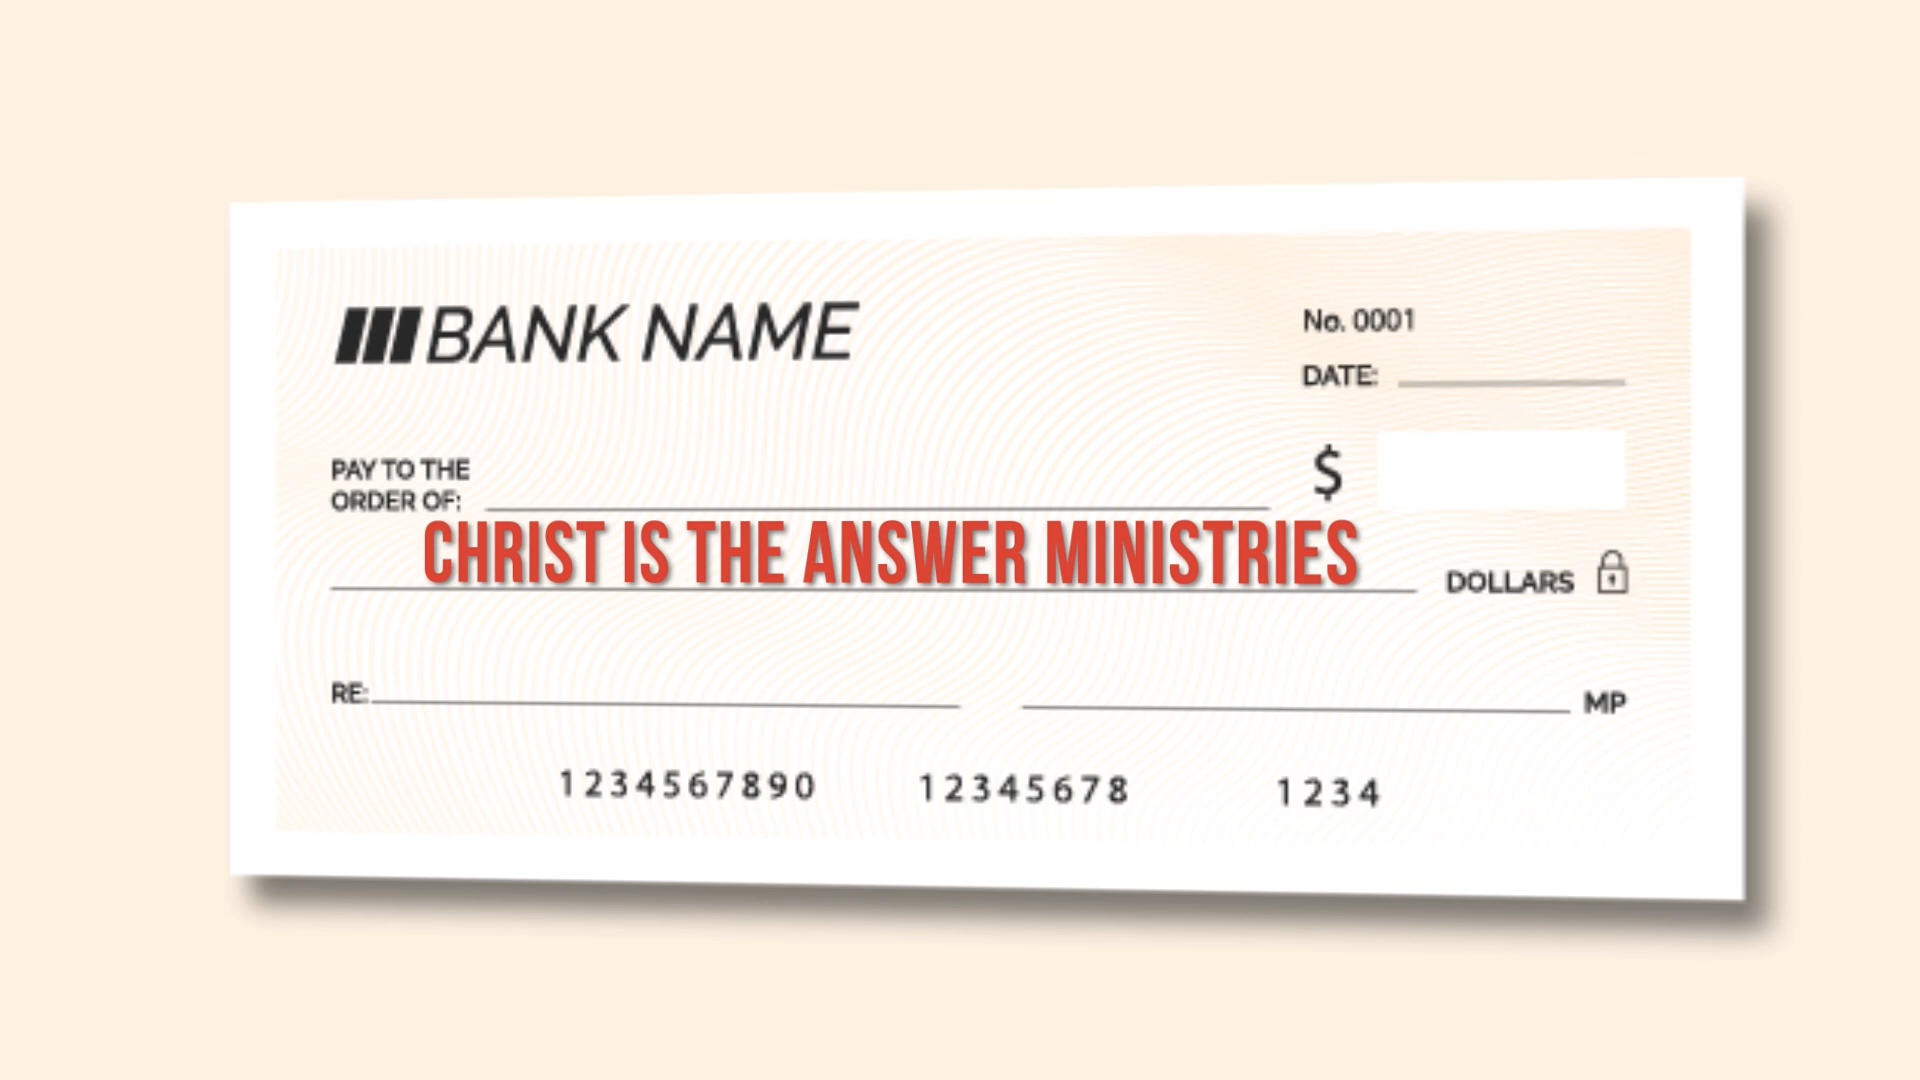 BANK NAME
No. 0001
DATE:
PAY TO THE
ORDER OF:
$
CHRIST IS THE ANSWER MINISTRIES
DOLLARS
RE:
MP
1234567890 12345678 1234